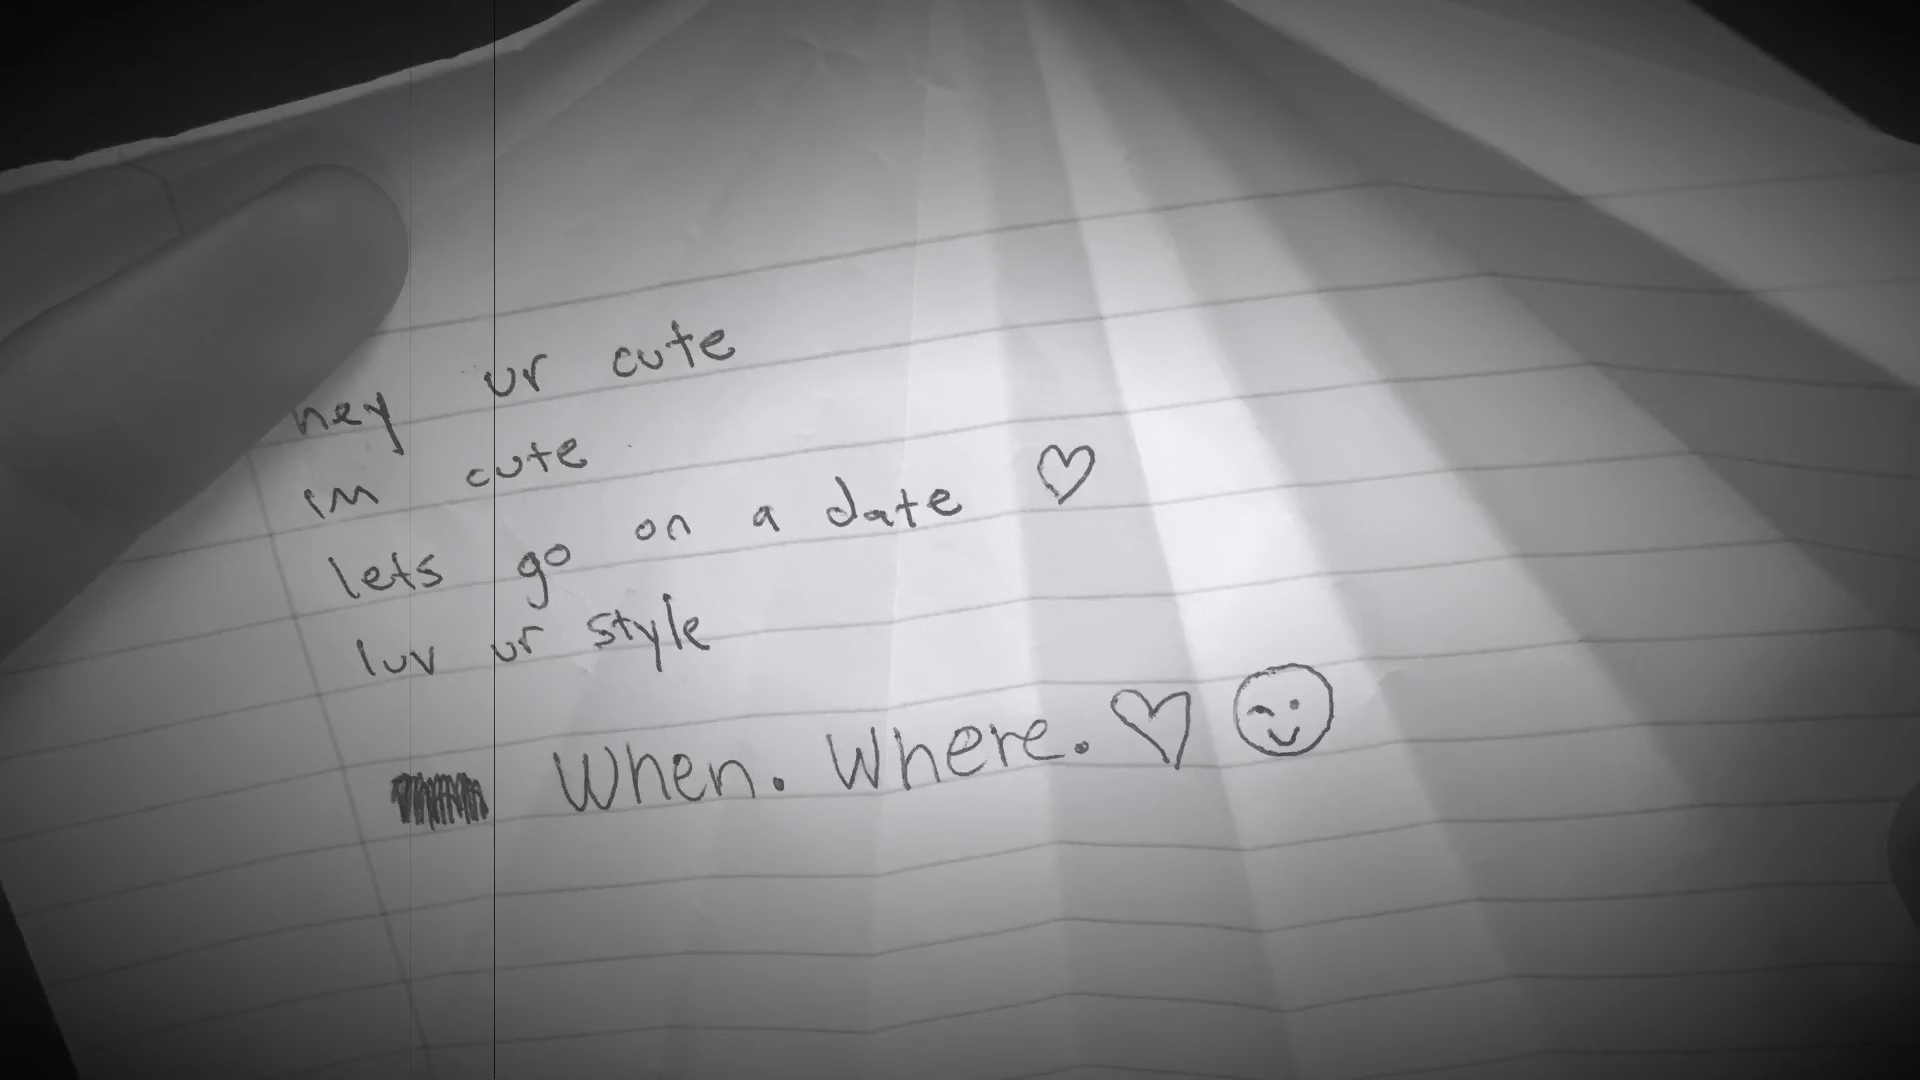 hey ur cute
im cute
lets go on a date ♡
luv ur style
When. Where. ♡